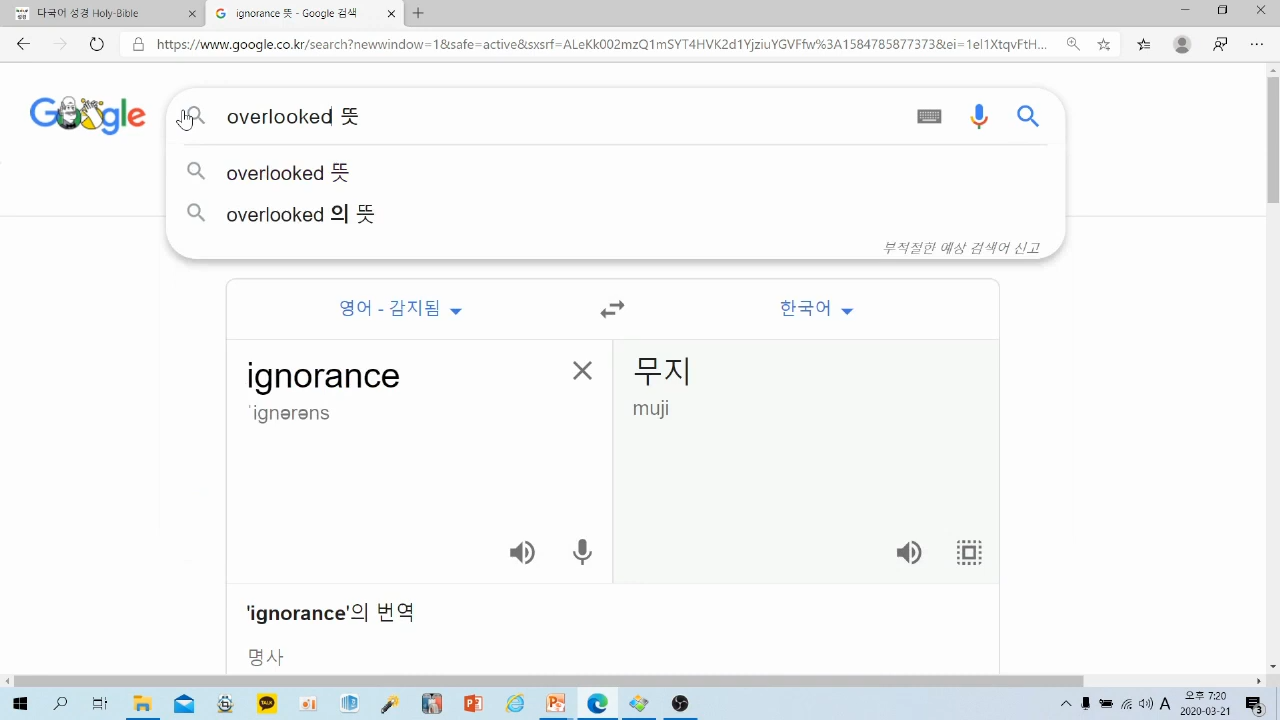 다국어 성경 Holy-Bible
ignorance 뜻 - Google 검색
https://www.google.co.kr/search?newwindow=1&safe=active&sxsrf=ALeKk002mzQ1mSYT4HVK2d1YjziuYGVFfw%3A1584785877373&ei=1el1XtqvFtH...
Google
overlooked 뜻
overlooked 뜻
overlooked 의 뜻
부적절한 예상 검색어 신고
영어 - 감지됨
한국어
ignorance
ˈignərəns
무지
muji
'ignorance'의 번역
명사
TALK
A
오후 7:20
2020-03-21
3